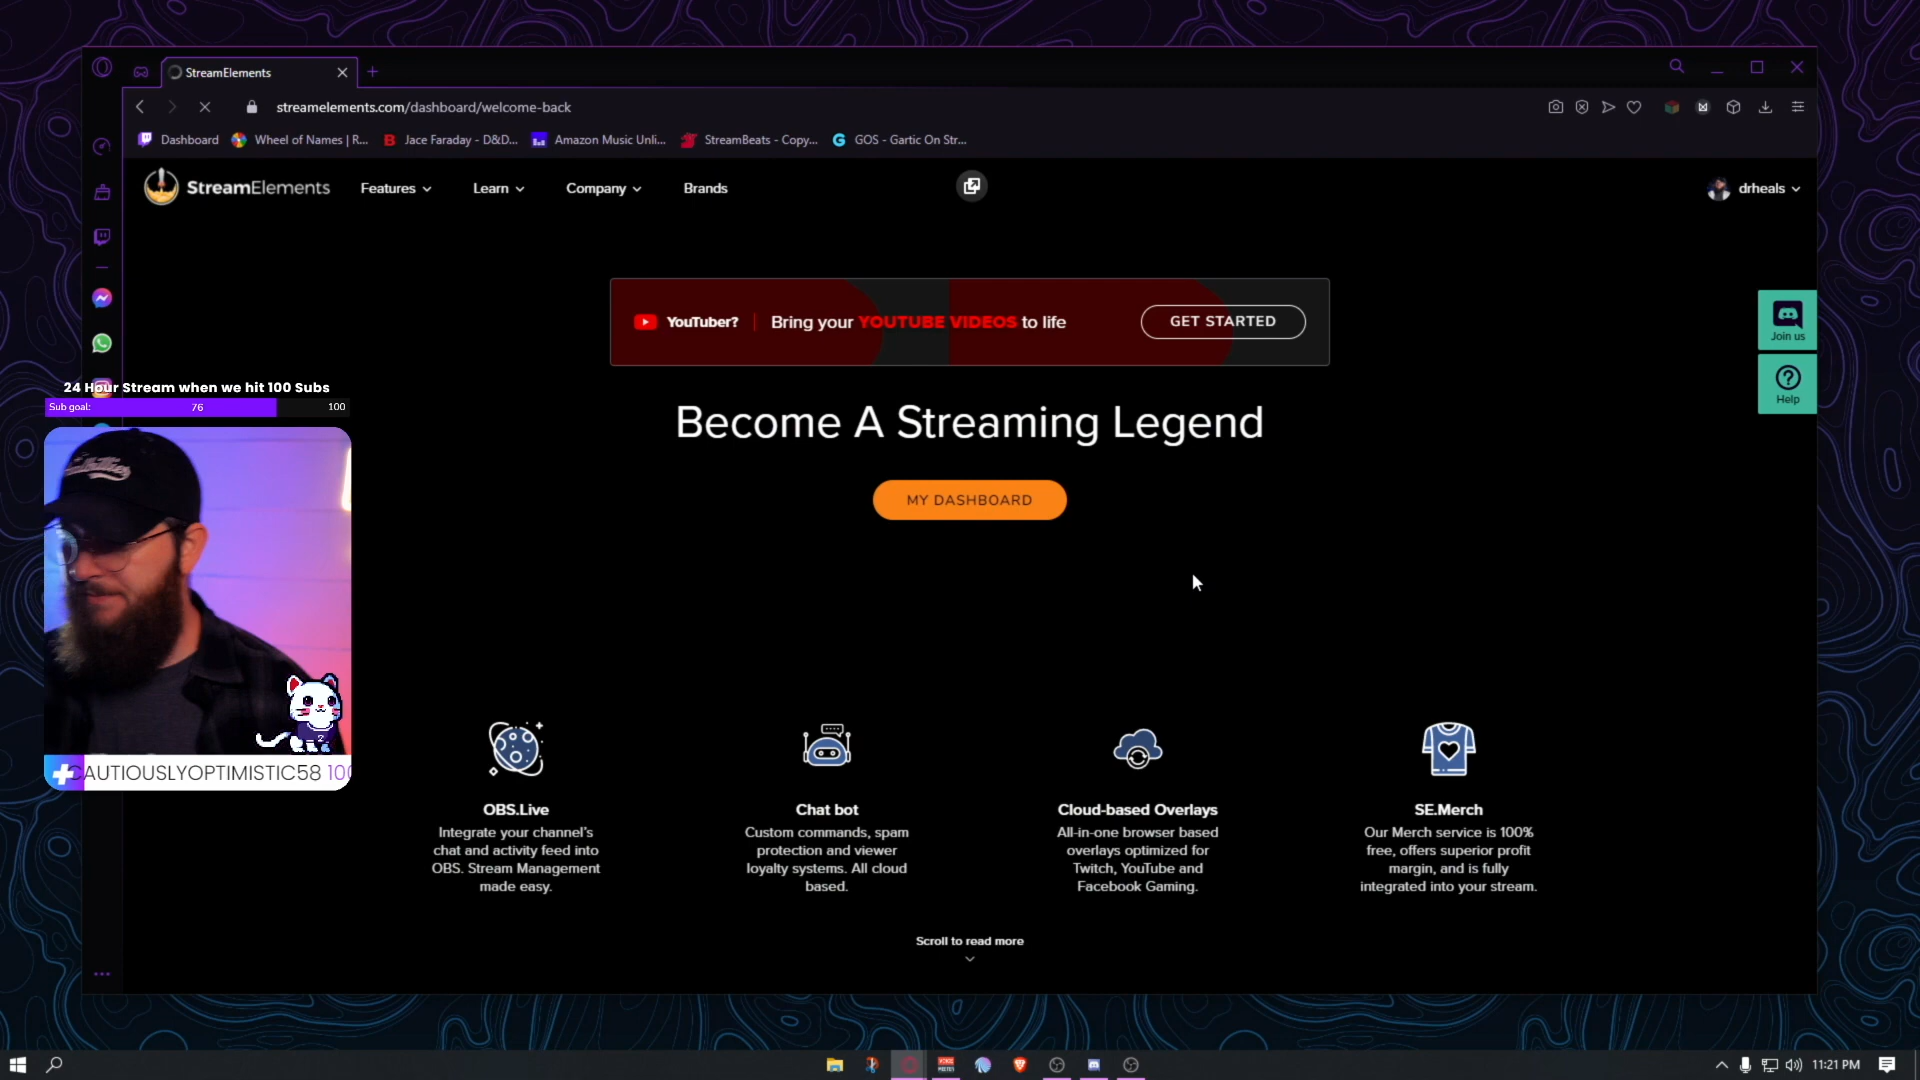 StreamElements
streamelements.com/dashboard/welcome-back
Dashboard
Wheel of Names | R...
Jace Faraday - D&D...
Amazon Music Unli...
StreamBeats - Copy...
GOS - Gartic On Str...
StreamElements
Features
Learn
Company
Brands
drheals
YouTuber?
Bring your YOUTUBE VIDEOS to life
GET STARTED
Join us
Help
24 Hour Stream when we hit 100 Subs
Sub goal:
76
100
Become A Streaming Legend
MY DASHBOARD
CAUTIOUSLYOPTIMISTIC58 100
OBS.Live
Integrate your channel's
chat and activity feed into
OBS. Stream Management
made easy.
Chat bot
Custom commands, spam
protection and viewer
loyalty systems. All cloud
based.
Cloud-based Overlays
All-in-one browser based
overlays optimized for
Twitch, YouTube and
Facebook Gaming.
SE.Merch
Our Merch service is 100%
free, offers superior profit
margin, and is fully
integrated into your stream.
Scroll to read more
11:21 PM